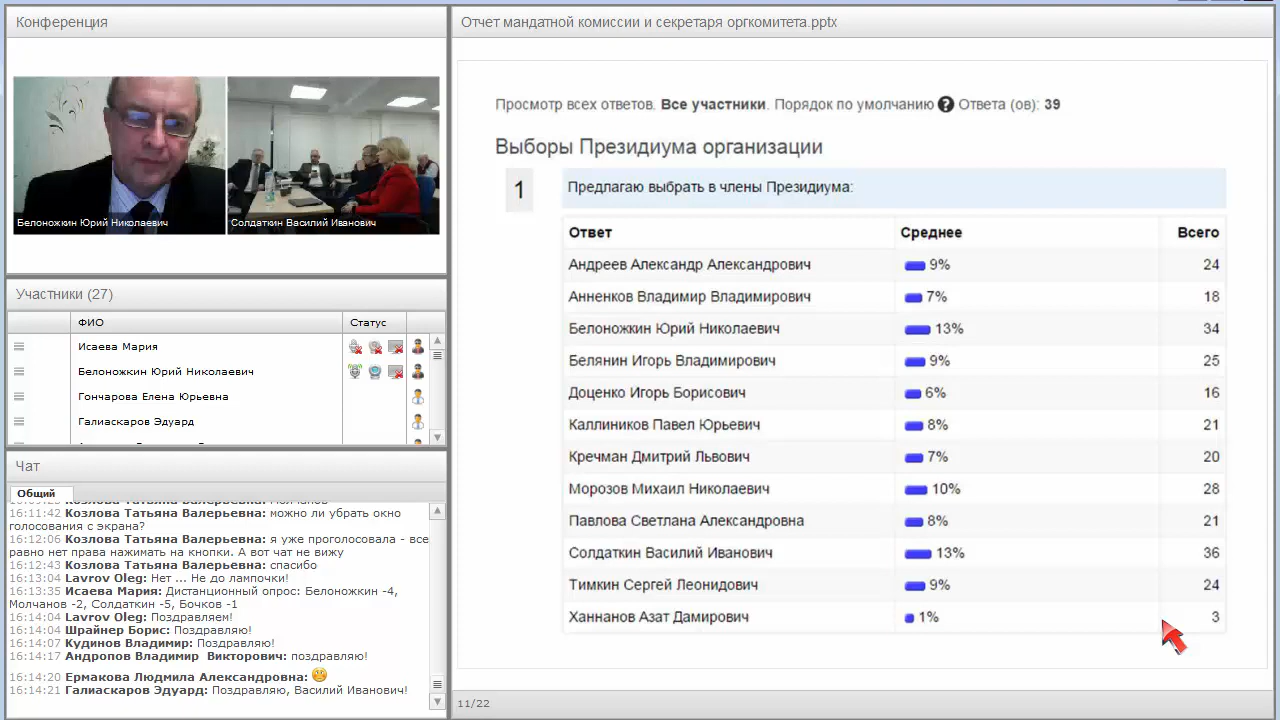 Конференция
Белоножкин Юрий Николаевич
Солдаткин Василий Иванович
Участники (27)
ФИО Статус
Исаева Мария
Белоножкин Юрий Николаевич
Гончарова Елена Юрьевна
Галиаскаров Эдуард
Чат
Общий
16:11:42 Козлова Татьяна Валерьевна: можно ли убрать окно
голосования с экрана?
16:12:06 Козлова Татьяна Валерьевна: я уже проголосовала - все
равно нет права нажимать на кнопки. А вот чат не вижу
16:12:43 Козлова Татьяна Валерьевна: спасибо
16:13:04 Lavrov Oleg: Нет ... Не до лампочки!
16:13:35 Исаева Мария: Дистанционный опрос: Белоножкин -4,
Молчанов -2, Солдаткин -5, Бочков -1
16:14:04 Lavrov Oleg: Поздравляем!
16:14:04 Шрайнер Борис: Поздравляю!
16:14:07 Кудинов Владимир: Поздравляю!
16:14:17 Андропов Владимир Викторович: поздравляю!
16:14:20 Ермакова Людмила Александровна:
16:14:21 Галиаскаров Эдуард: Поздравляю, Василий Иванович!
Отчет мандатной комиссии и секретаря оргкомитета.pptx
Просмотр всех ответов. Все участники. Порядок по умолчанию ? Ответа (ов): 39
Выборы Президиума организации
1 Предлагаю выбрать в члены Президиума:
Ответ Среднее Всего
Андреев Александр Александрович 9% 24
Анненков Владимир Владимирович 7% 18
Белоножкин Юрий Николаевич 13% 34
Белянин Игорь Владимирович 9% 25
Доценко Игорь Борисович 6% 16
Каллиников Павел Юрьевич 8% 21
Кречман Дмитрий Львович 7% 20
Морозов Михаил Николаевич 10% 28
Павлова Светлана Александровна 8% 21
Солдаткин Василий Иванович 13% 36
Тимкин Сергей Леонидович 9% 24
Ханнанов Азат Дамирович 1% 3
11/22